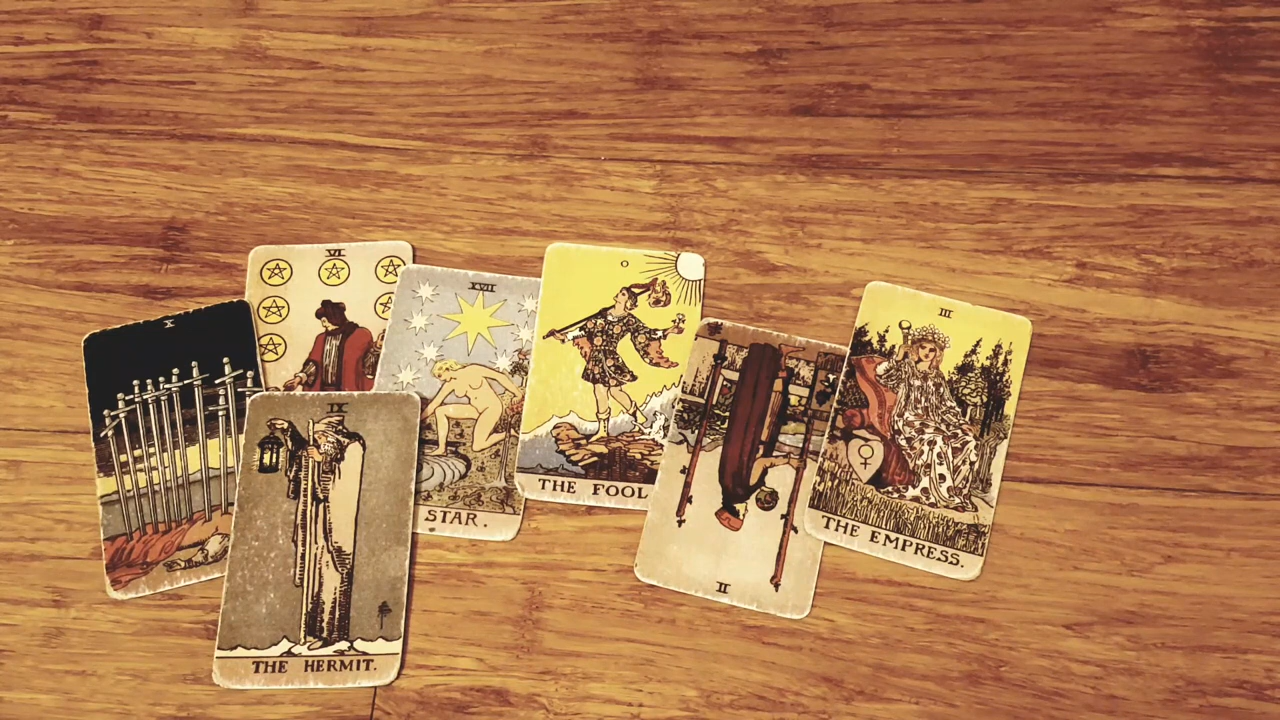 X
VI
XVII
STAR.
IX
THE HERMIT.
0
THE FOOL
II
III
THE EMPRESS.